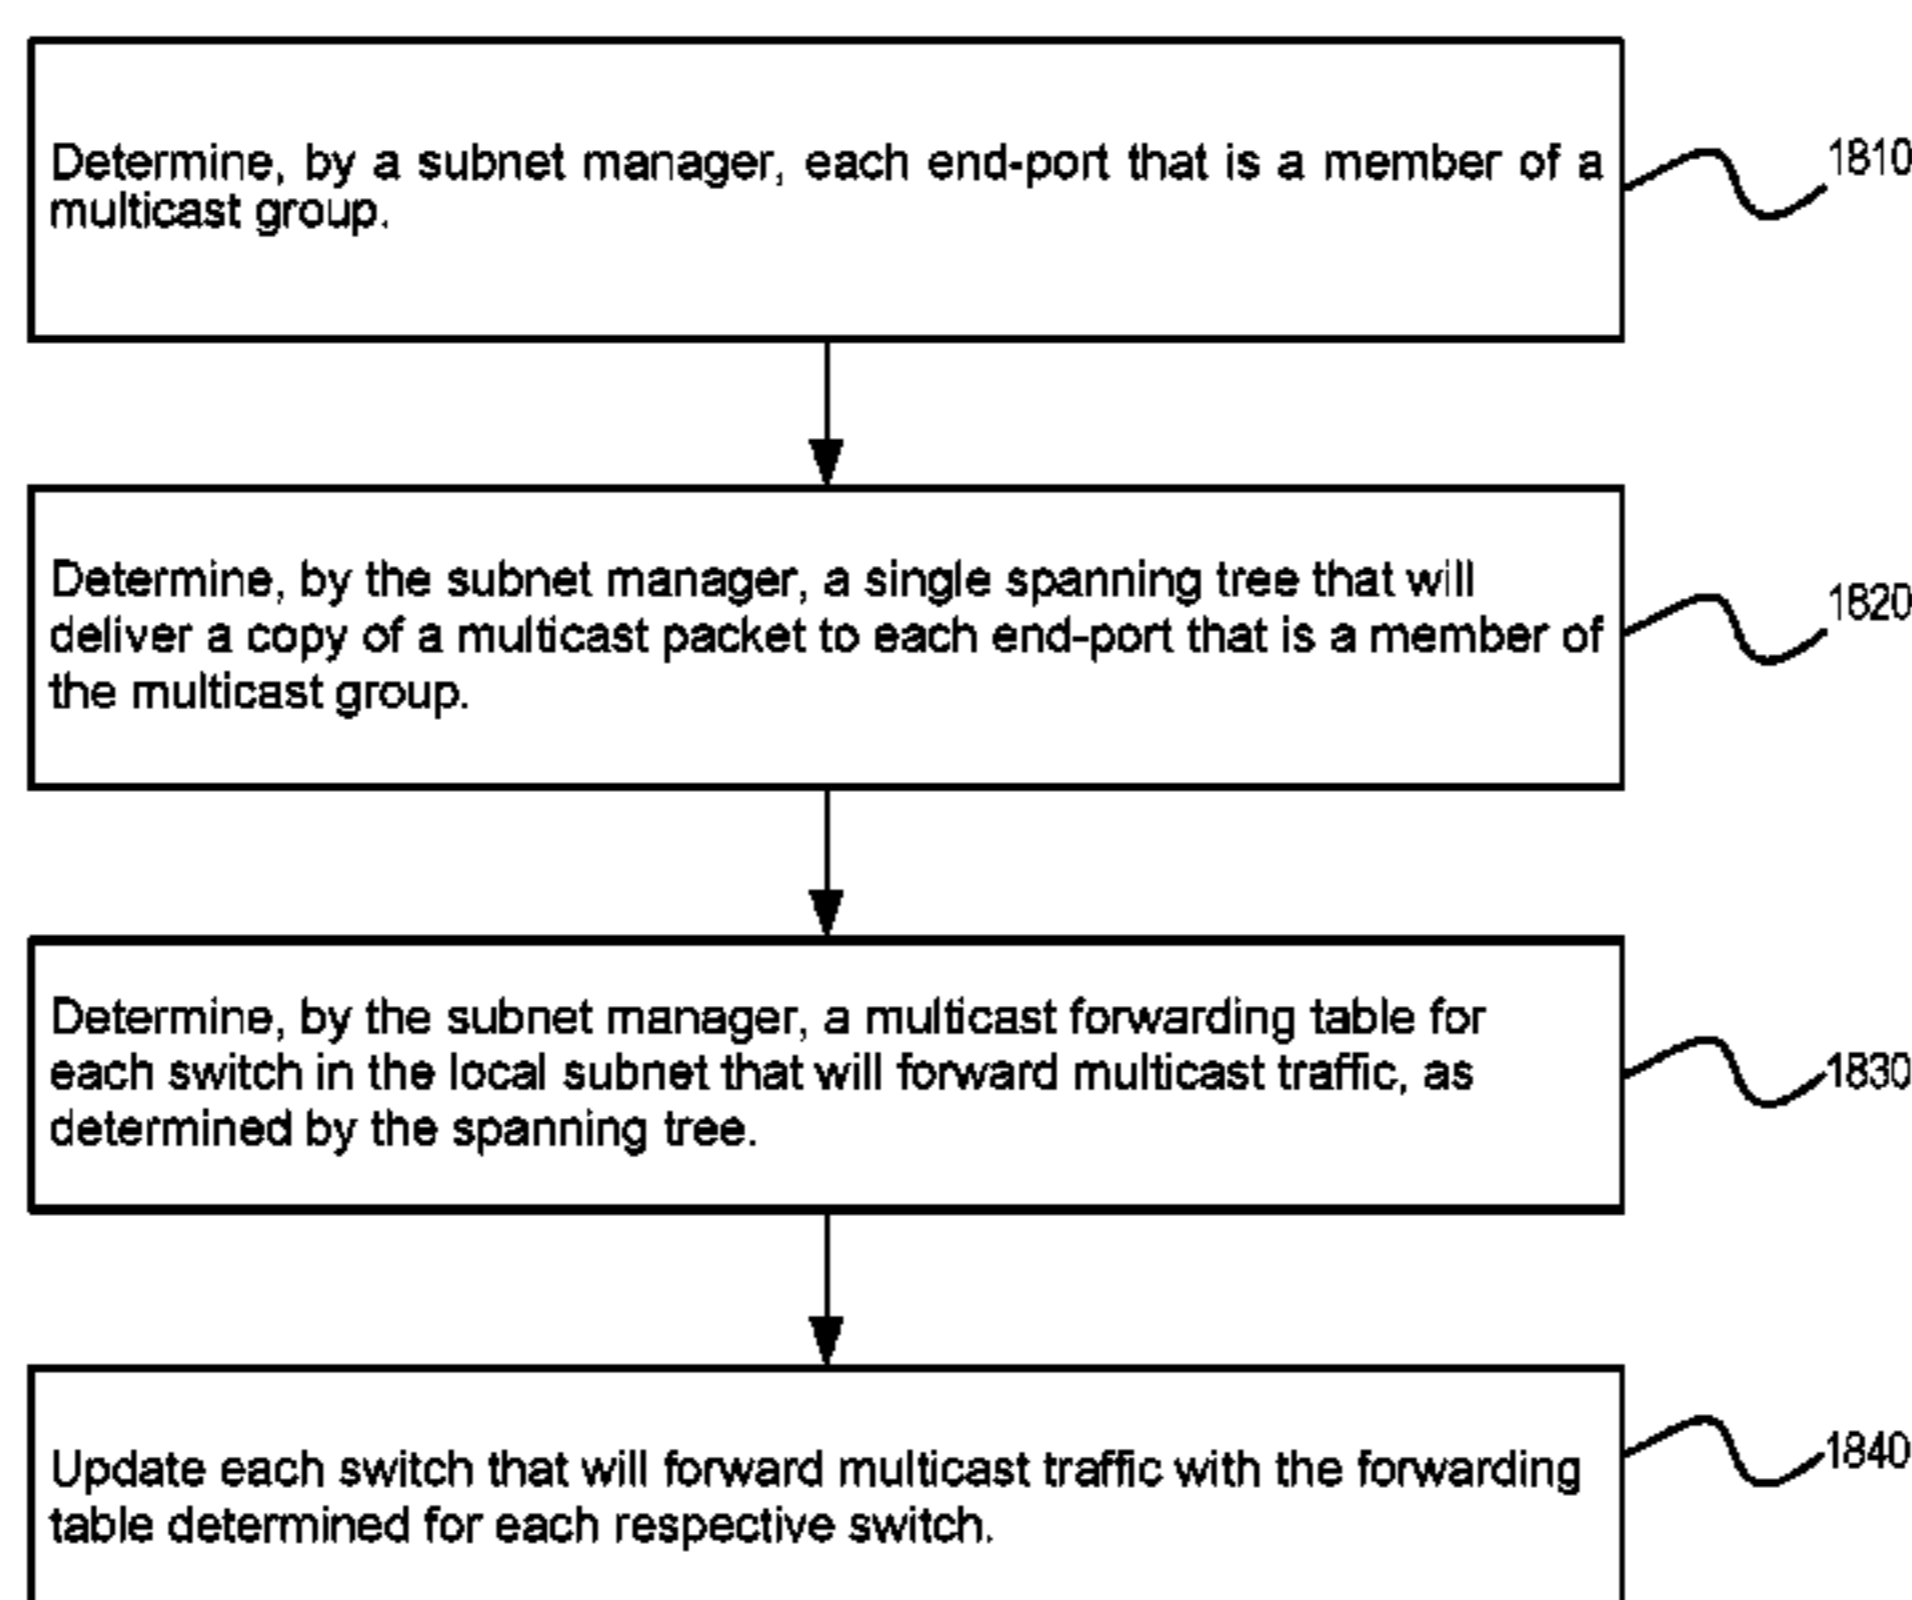 Determine, by a subnet manager, each end-port that is a member of a
multicast group.
1810
Determine, by the subnet manager, a single spanning tree that will
deliver a copy of a multicast packet to each end-port that is a member of
the multicast group.
1820
Determine, by the subnet manager, a multicast forwarding table for
each switch in the local subnet that will forward multicast traffic, as
determined by the spanning tree.
1830
Update each switch that will forward multicast traffic with the forwarding
table determined for each respective switch.
1840